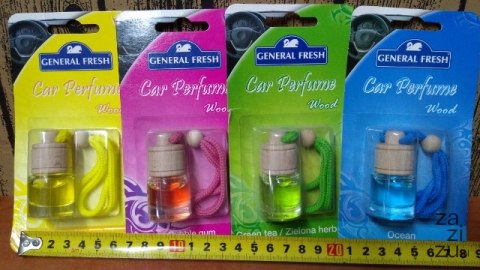 GENERAL FRESH
Car Perfume
Wood
GENERAL FRESH
Car Perfume
Wood
gum
GENERAL FRESH
Car Perfume
Wood
Green tea / Zielona herb
GENERAL FRESH
Car Perfume
Wood
Ocean
za
Zi
zu
1 2 3 4 5 6 7 8 9 10 1 2 3 4 5 6 7 8 9 20 1 2 3 4 5 6 7 8 9